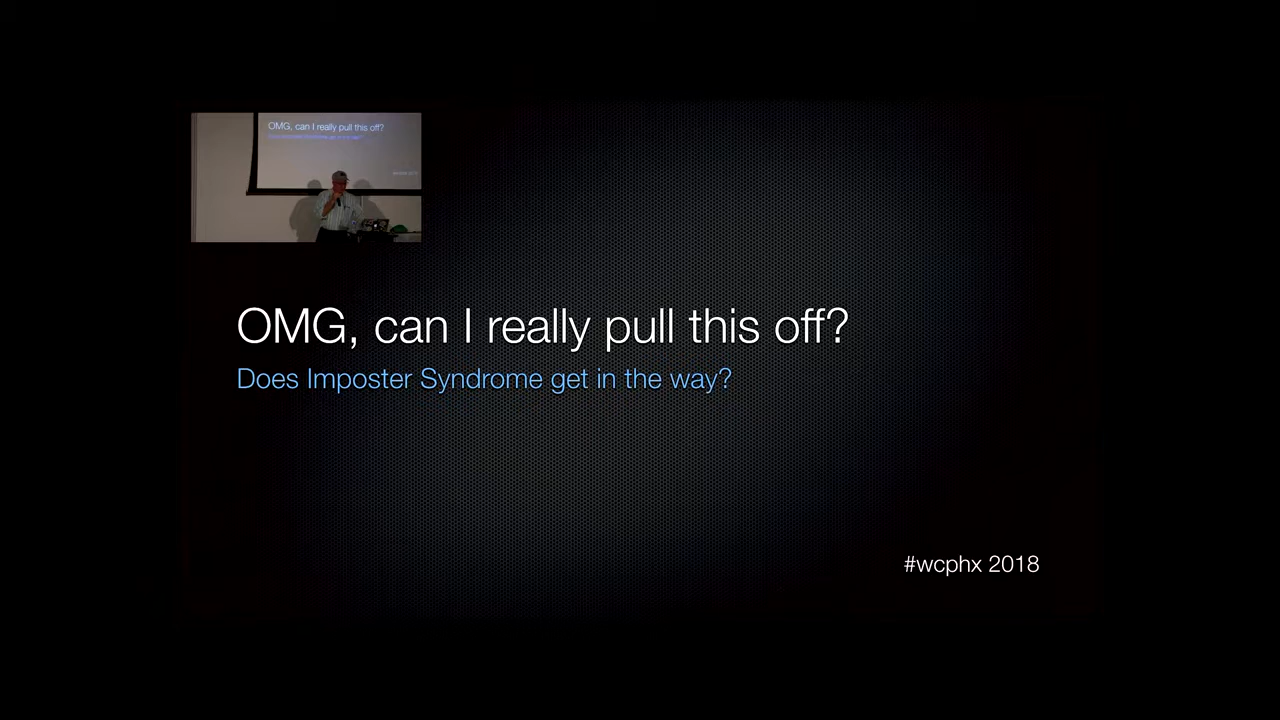 OMG, can I really pull this off?
OMG, can I really pull this off?
Does Imposter Syndrome get in the way?
#wcphx 2018